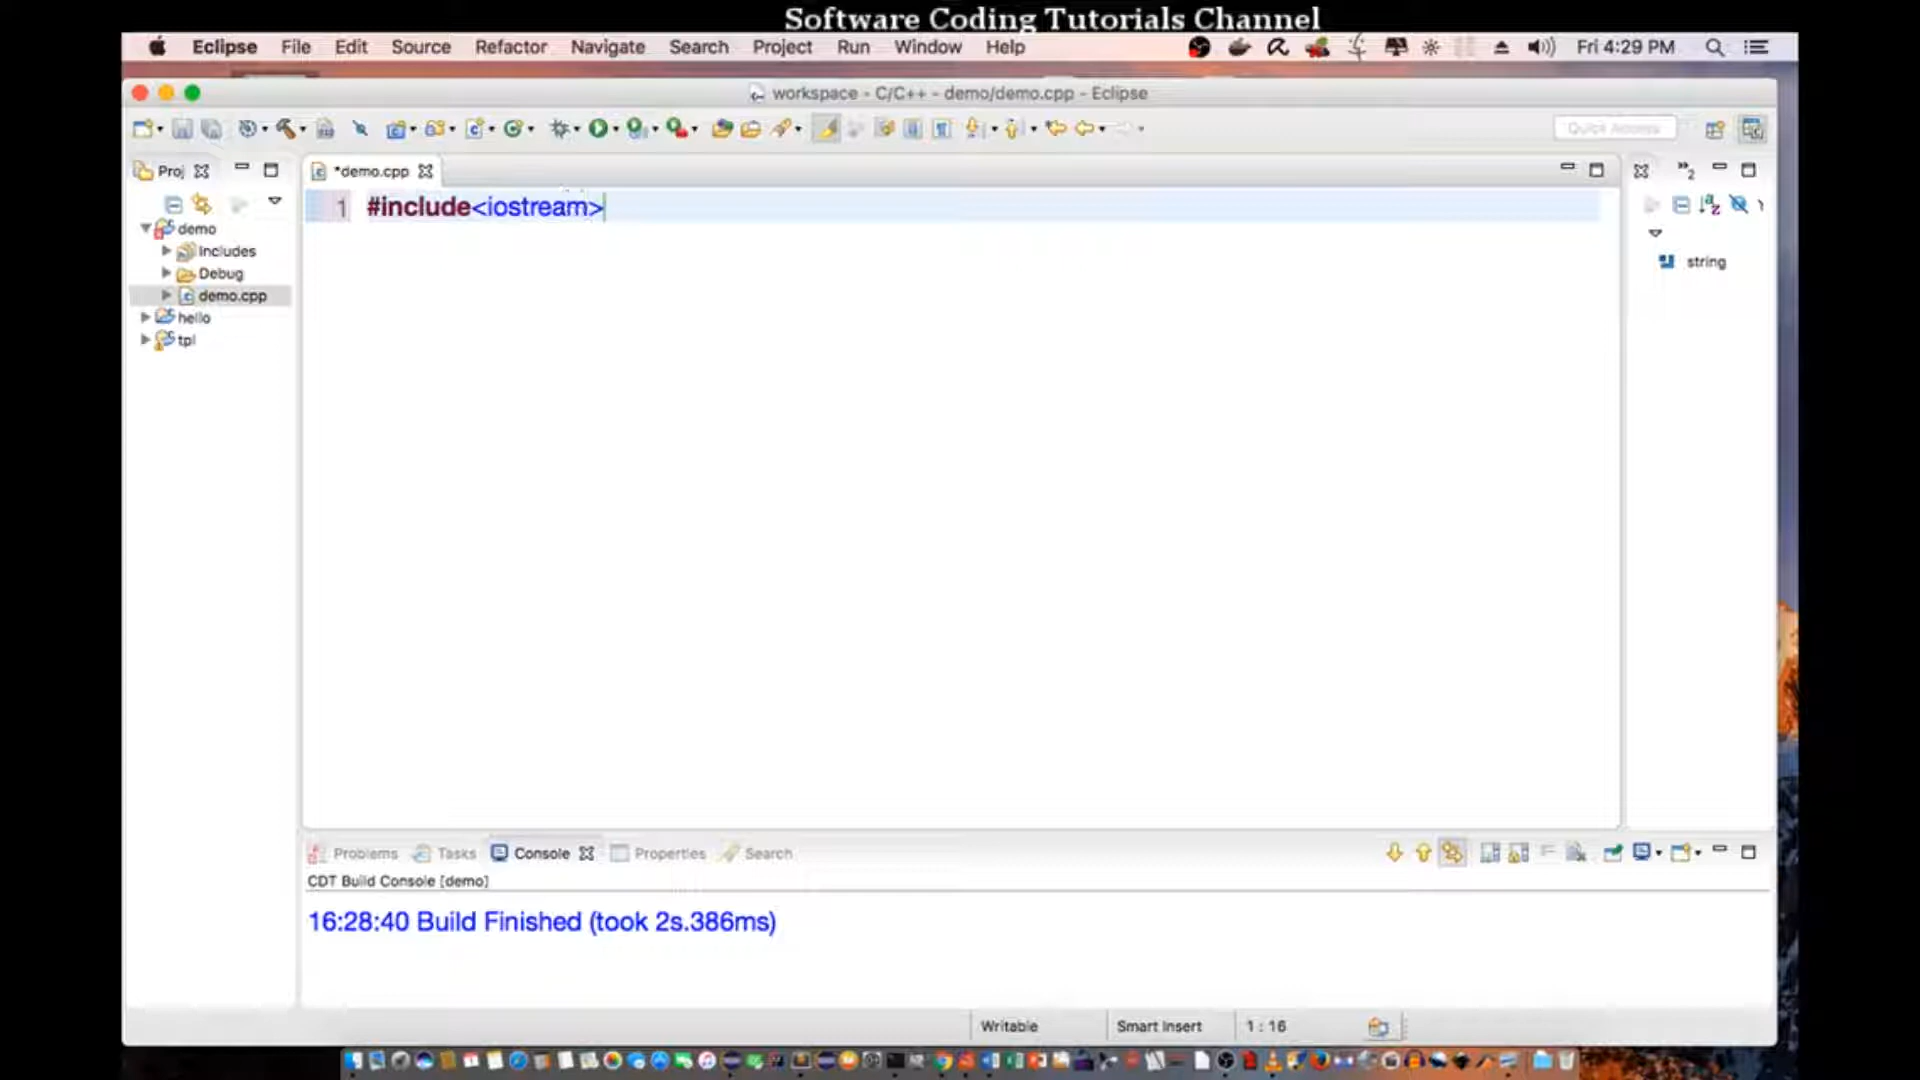 Software Coding Tutorials Channel
Eclipse File Edit Source Refactor Navigate Search Project Run Window Help Fri 4:29 PM
workspace - C/C++ - demo/demo.cpp - Eclipse
Quick Access
Proj
*demo.cpp
2
1 #include<iostream>
demo
Includes
Debug
demo.cpp
hello
tpl
string
Problems Tasks Console Properties Search
CDT Build Console [demo]
16:28:40 Build Finished (took 2s.386ms)
Writable Smart Insert 1 : 16